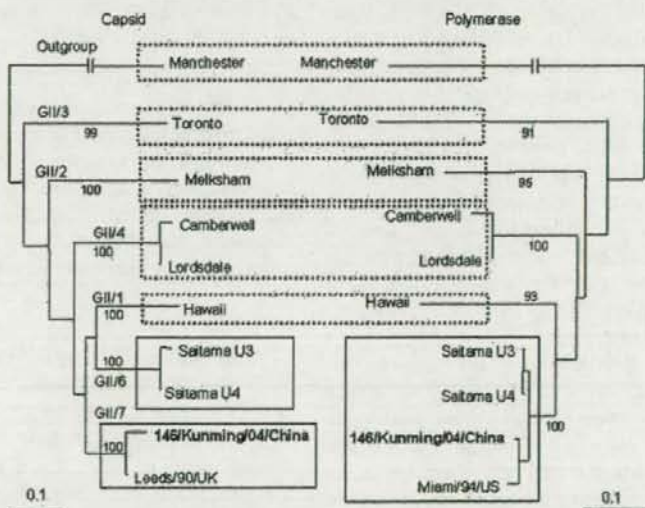 Capsid Polymerase
Outgroup
Manchester Manchester
GII/3 Toronto Toronto
99 91
GII/2 Melksham Melksham
100 95
Camberwell Camberwell
GII/4
100 100
Lordsdale Lordsdale
GII/1 Hawaii Hawaii 93
100
Saitama U3 Saitama U3
100
GII/6 Saitama U4 Saitama U4
GII/7 100
146/Kunming/04/China 146/Kunming/04/China
100
Leeds/90/UK Miami/94/US
0.1 0.1